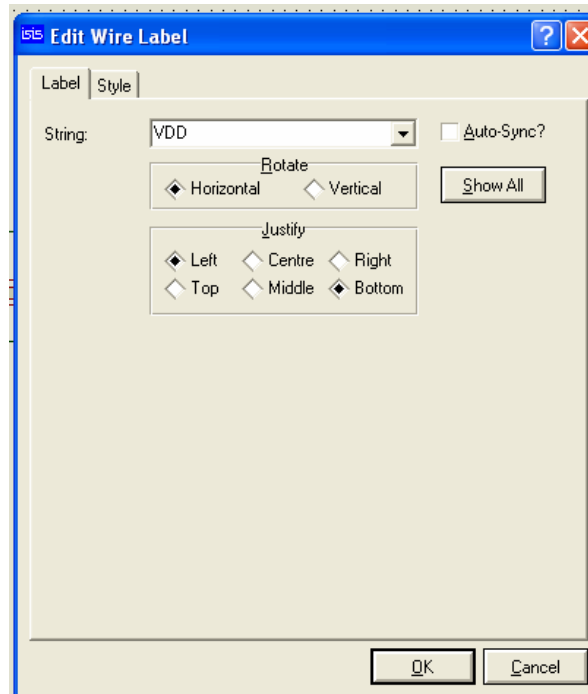 isis Edit Wire Label ?
Label Style
String: VDD Auto-Sync?
Rotate
Horizontal Vertical Show All
Justify
Left Centre Right
Top Middle Bottom
OK Cancel